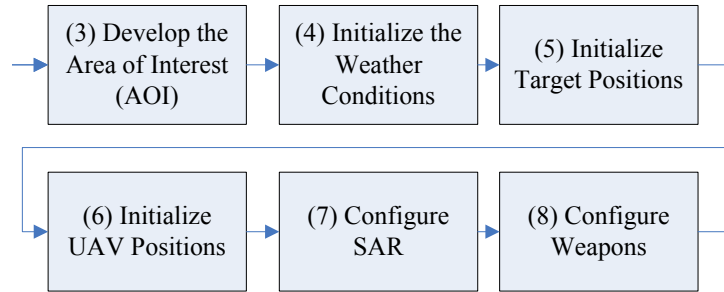 (3) Develop the
Area of Interest
(AOI)
(4) Initialize the
Weather
Conditions
(5) Initialize
Target Positions
(6) Initialize
UAV Positions
(7) Configure
SAR
(8) Configure
Weapons